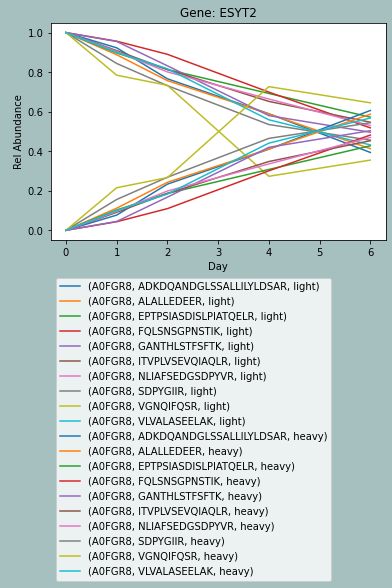 Gene: ESYT2
1.0
0.8
0.6
0.4
0.2
0.0
Rel Abundance
0 1 2 3 4 5 6
Day
(A0FGR8, ADKDQANDGLSSALLILYLDSAR, light)
(A0FGR8, ALALLEDEER, light)
(A0FGR8, EPTPSIASDISLPIATQELR, light)
(A0FGR8, FQLSNSGPNSTIK, light)
(A0FGR8, GANTHLSTFSFTK, light)
(A0FGR8, ITVPLVSEVQIAQLR, light)
(A0FGR8, NLIAFSEDGSDPYVR, light)
(A0FGR8, SDPYGIIR, light)
(A0FGR8, VGNQIFQSR, light)
(A0FGR8, VLVALASEELAK, light)
(A0FGR8, ADKDQANDGLSSALLILYLDSAR, heavy)
(A0FGR8, ALALLEDEER, heavy)
(A0FGR8, EPTPSIASDISLPIATQELR, heavy)
(A0FGR8, FQLSNSGPNSTIK, heavy)
(A0FGR8, GANTHLSTFSFTK, heavy)
(A0FGR8, ITVPLVSEVQIAQLR, heavy)
(A0FGR8, NLIAFSEDGSDPYVR, heavy)
(A0FGR8, SDPYGIIR, heavy)
(A0FGR8, VGNQIFQSR, heavy)
(A0FGR8, VLVALASEELAK, heavy)